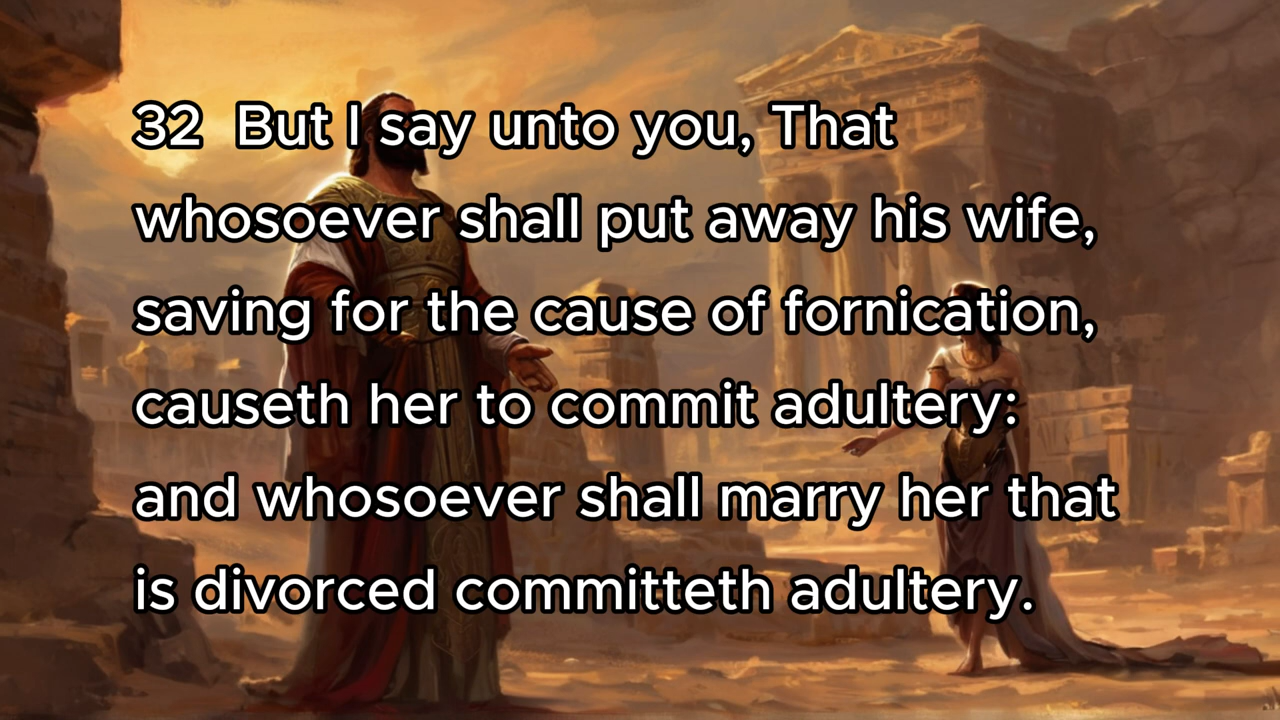 32  But I say unto you, That
whosoever shall put away his wife,
saving for the cause of fornication,
causeth her to commit adultery:
and whosoever shall marry her that
is divorced committeth adultery.